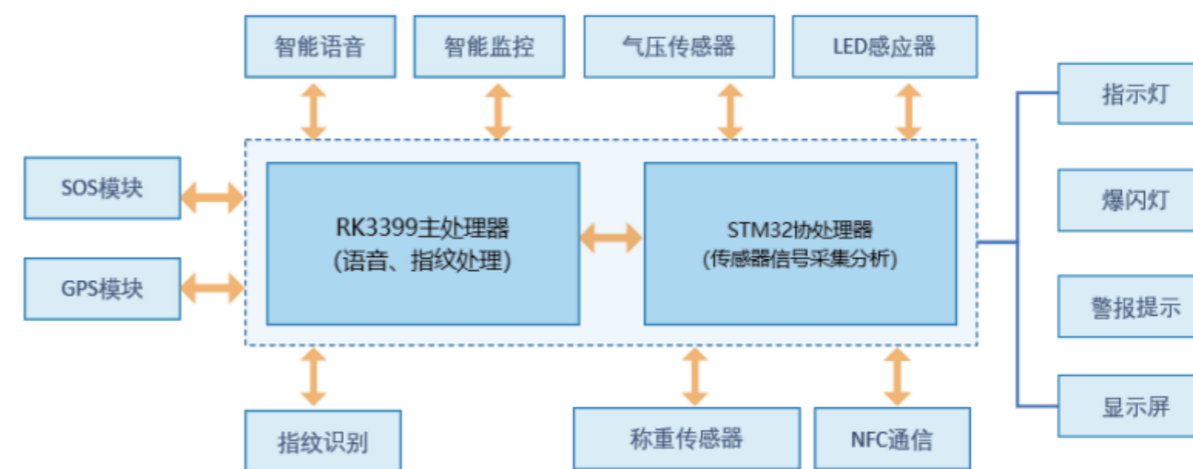 智能语音
智能监控
气压传感器
LED感应器
指示灯
SOS模块
RK3399主处理器
(语音、指纹处理)
STM32协处理器
(传感器信号采集分析)
爆闪灯
GPS模块
警报提示
指纹识别
称重传感器
NFC通信
显示屏